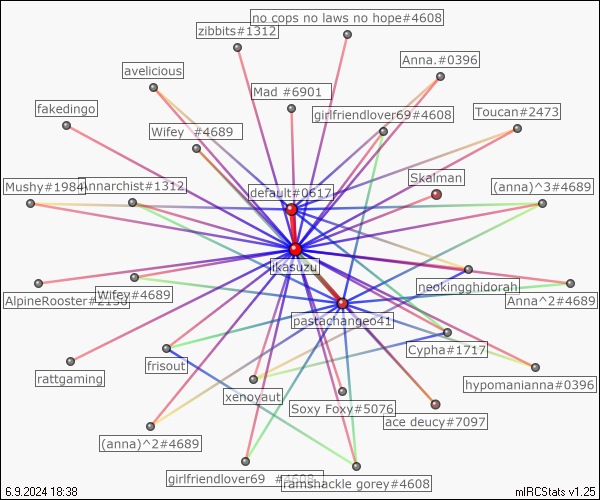 no cops no laws no hope#4608
zibbits#1312
Anna.#0396
avelicious
Mad #6901
fakedingo
girlfriendlover69#4608
Toucan#2473
Wifey #4689
Skalman
Mushy#1984
Annarchist#1312
default#0617
(anna)^3#4689
ikasuzu
neokingghidorah
AlpineRooster#2198
Wifey#4689
Anna^2#4689
pastachangeo41
Cypha#1717
frisout
rattgaming
hypomanianna#0396
xenoyaut
Soxy Foxy#5076
ace deucy#7097
(anna)^2#4689
girlfriendlover69 #4608
ramshackle gorey#4608
6.9.2024 18:38
mIRCStats v1.25